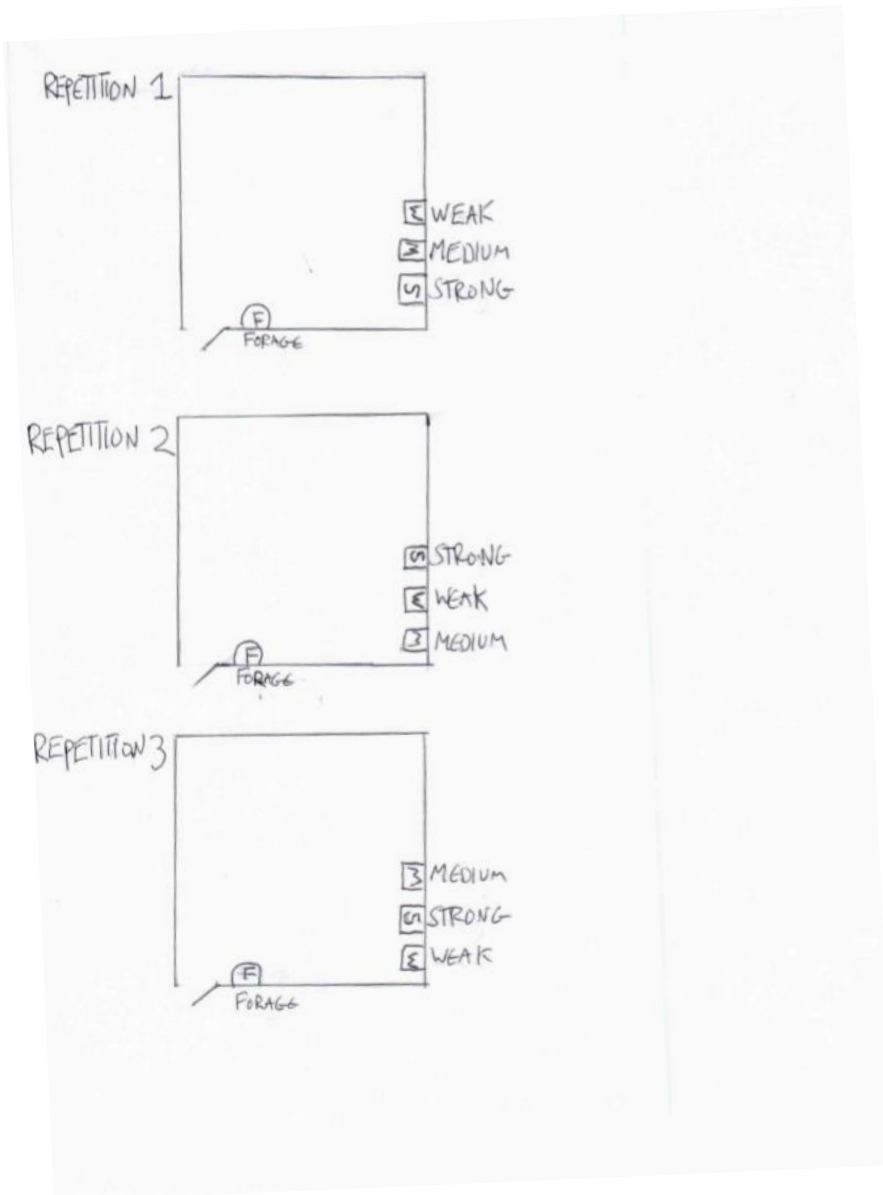 REPETITION 1
W WEAK
M MEDIUM
S STRONG
F
FORAGE
REPETITION 2
S STRONG
W WEAK
M MEDIUM
F
FORAGE
REPETITION 3
M MEDIUM
S STRONG
W WEAK
F
FORAGE